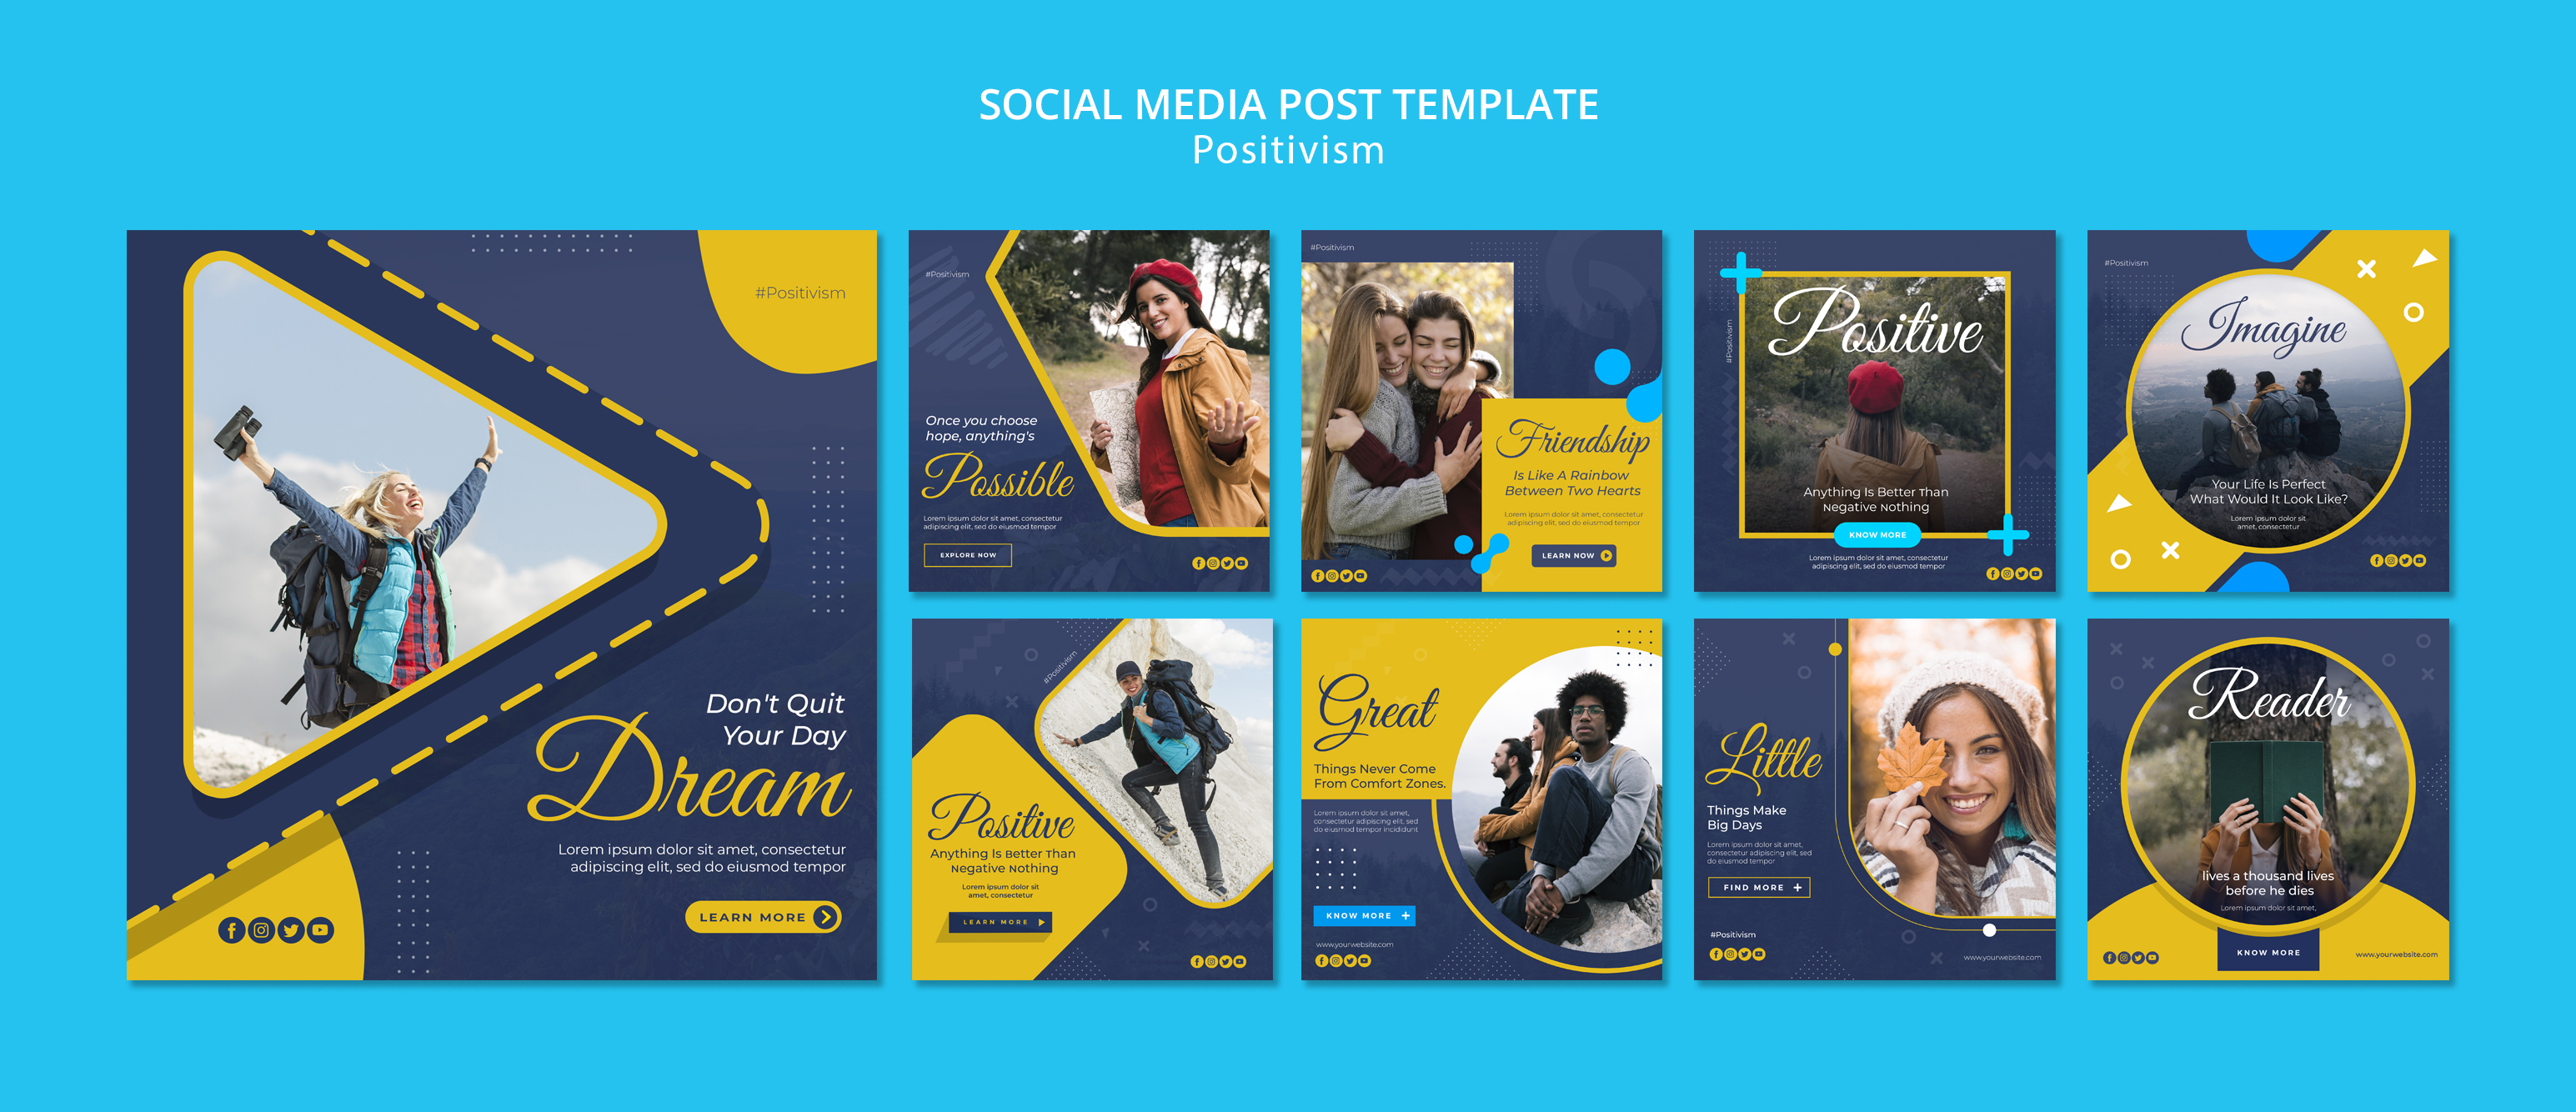 SOCIAL MEDIA POST TEMPLATE
Positivism
#Positivism
Don't Quit
Your Day
Dream
Lorem ipsum dolor sit amet, consectetur
adipiscing elit, sed do eiusmod tempor
LEARN MORE
#Positivism
Once you choose
hope, anything's
Possible
Lorem ipsum dolor sit amet, consectetur
adipiscing elit, sed do eiusmod tempor
EXPLORE NOW
#Positivism
Friendship
Is Like A Rainbow
Between Two Hearts
Lorem ipsum dolor sit amet, consectetur
adipiscing elit, sed do eiusmod tempor
LEARN NOW
#Positivism
Positive
Anything Is Better Than
Negative Nothing
KNOW MORE
Lorem ipsum dolor sit amet, consectetur
adipiscing elit, sed do eiusmod tempor
#Positivism
Imagine
Your Life Is Perfect
What Would It Look Like?
Lorem ipsum dolor sit
amet, consectetur
#Positivism
Positive
Anything Is Better Than
Negative Nothing
Lorem ipsum dolor sit
amet, consectetur
LEARN MORE
Great
Things Never Come
From Comfort Zones.
Lorem ipsum dolor sit amet,
consectetur adipiscing elit, sed
do eiusmod tempor incididunt
KNOW MORE
www.yourwebsite.com
Little
Things Make
Big Days
Lorem ipsum dolor sit amet,
consectetur adipiscing elit, sed
do eiusmod tempor
FIND MORE
#Positivism
www.yourwebsite.com
Reader
lives a thousand lives
before he dies
Lorem ipsum dolor sit amet,
KNOW MORE
www.yourwebsite.com